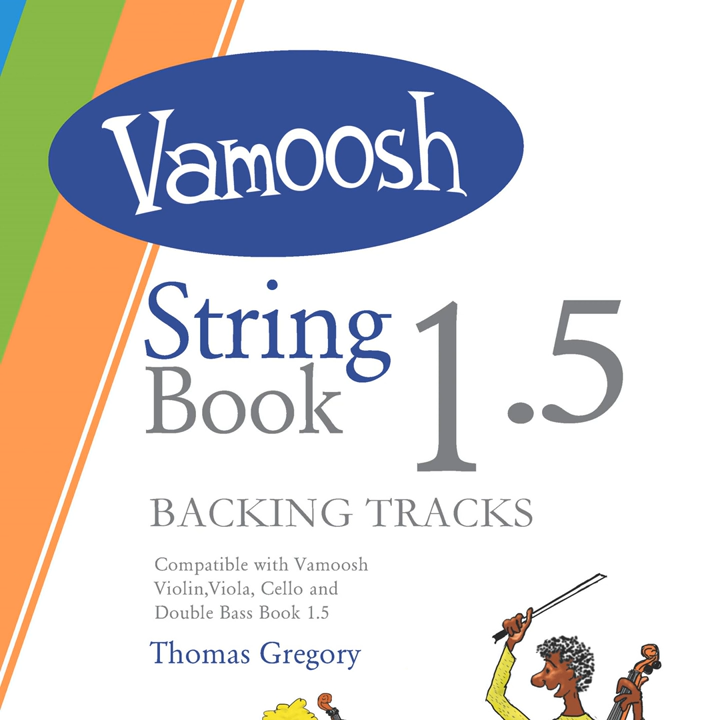 Vamoosh
String
Book 1.5
BACKING TRACKS
Compatible with Vamoosh
Violin,Viola, Cello and
Double Bass Book 1.5
Thomas Gregory